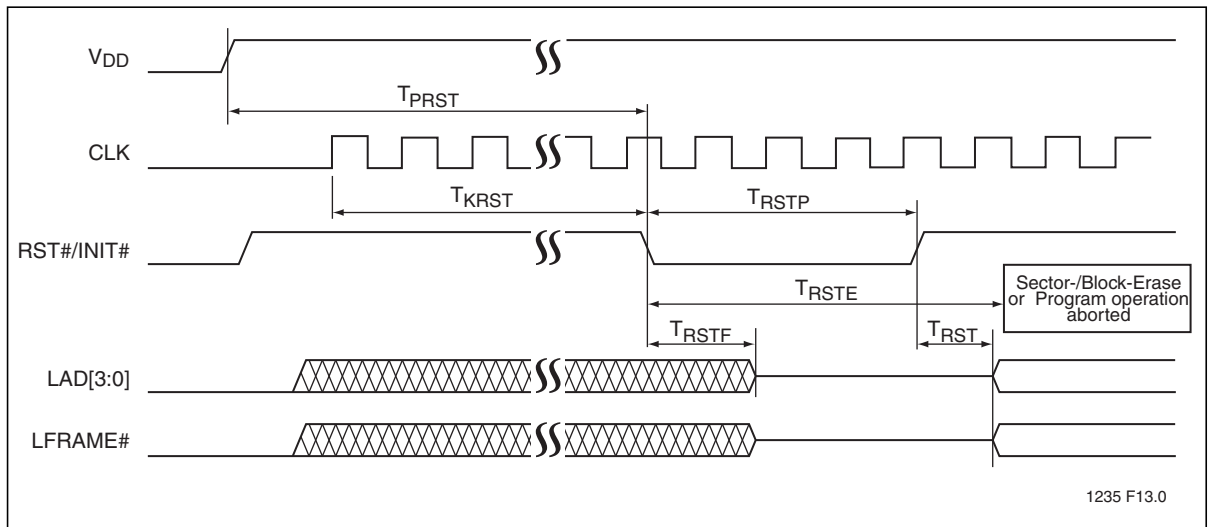 VDD
TPRST
CLK
TKRST
TRSTP
RST#/INIT#
TRSTE
Sector-/Block-Erase
or Program operation
aborted
TRSTF
TRST
LAD[3:0]
LFRAME#
1235 F13.0